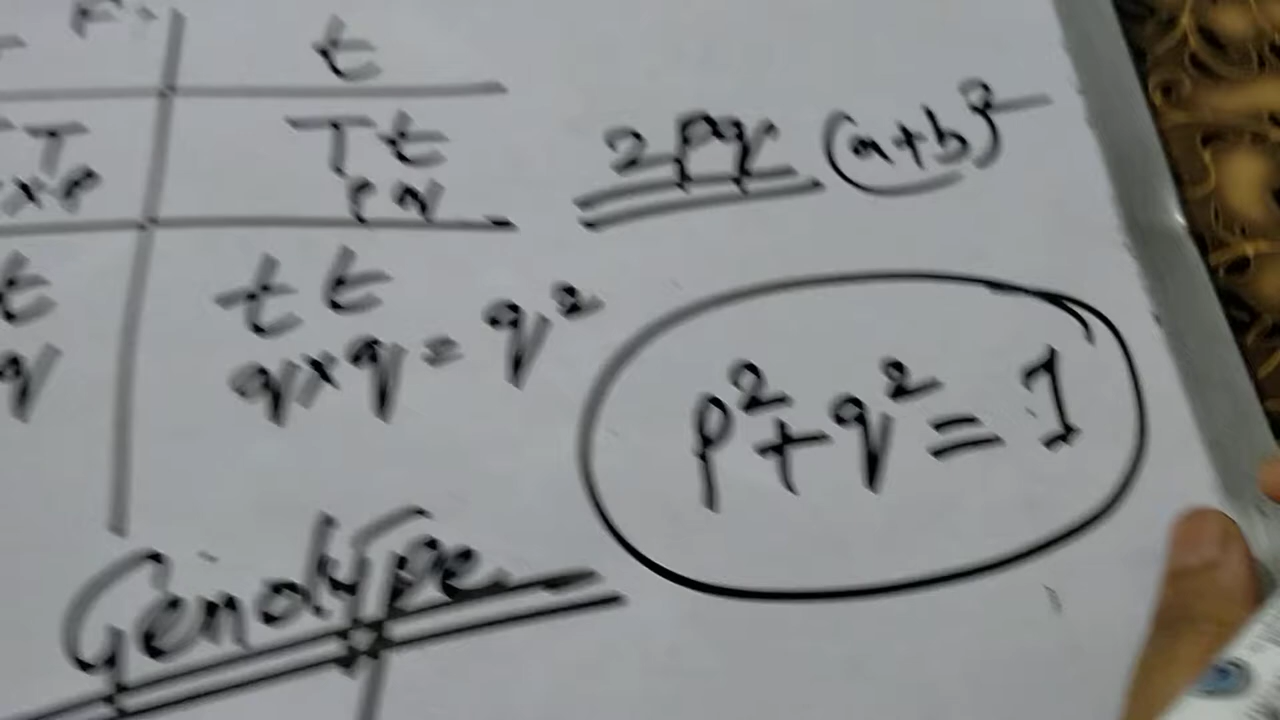 t
T T t 2pq (a+b)²
x p p q
t t t
q q×q = q²
p²+q² = 1
Genotype